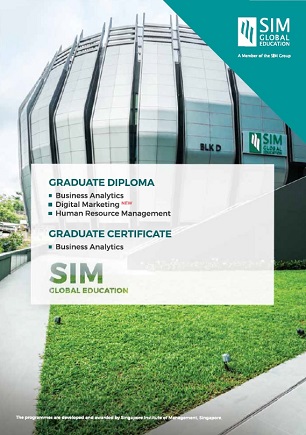 SIM
GLOBAL
EDUCATION
A Member of the SIM Group
BLK D
SIM
GLOBAL
EDUCATION
GRADUATE DIPLOMA
Business Analytics
Digital Marketing NEW
Human Resource Management
GRADUATE CERTIFICATE
Business Analytics
SIM
GLOBAL EDUCATION
The programmes are developed and awarded by Singapore Institute of Management, Singapore.